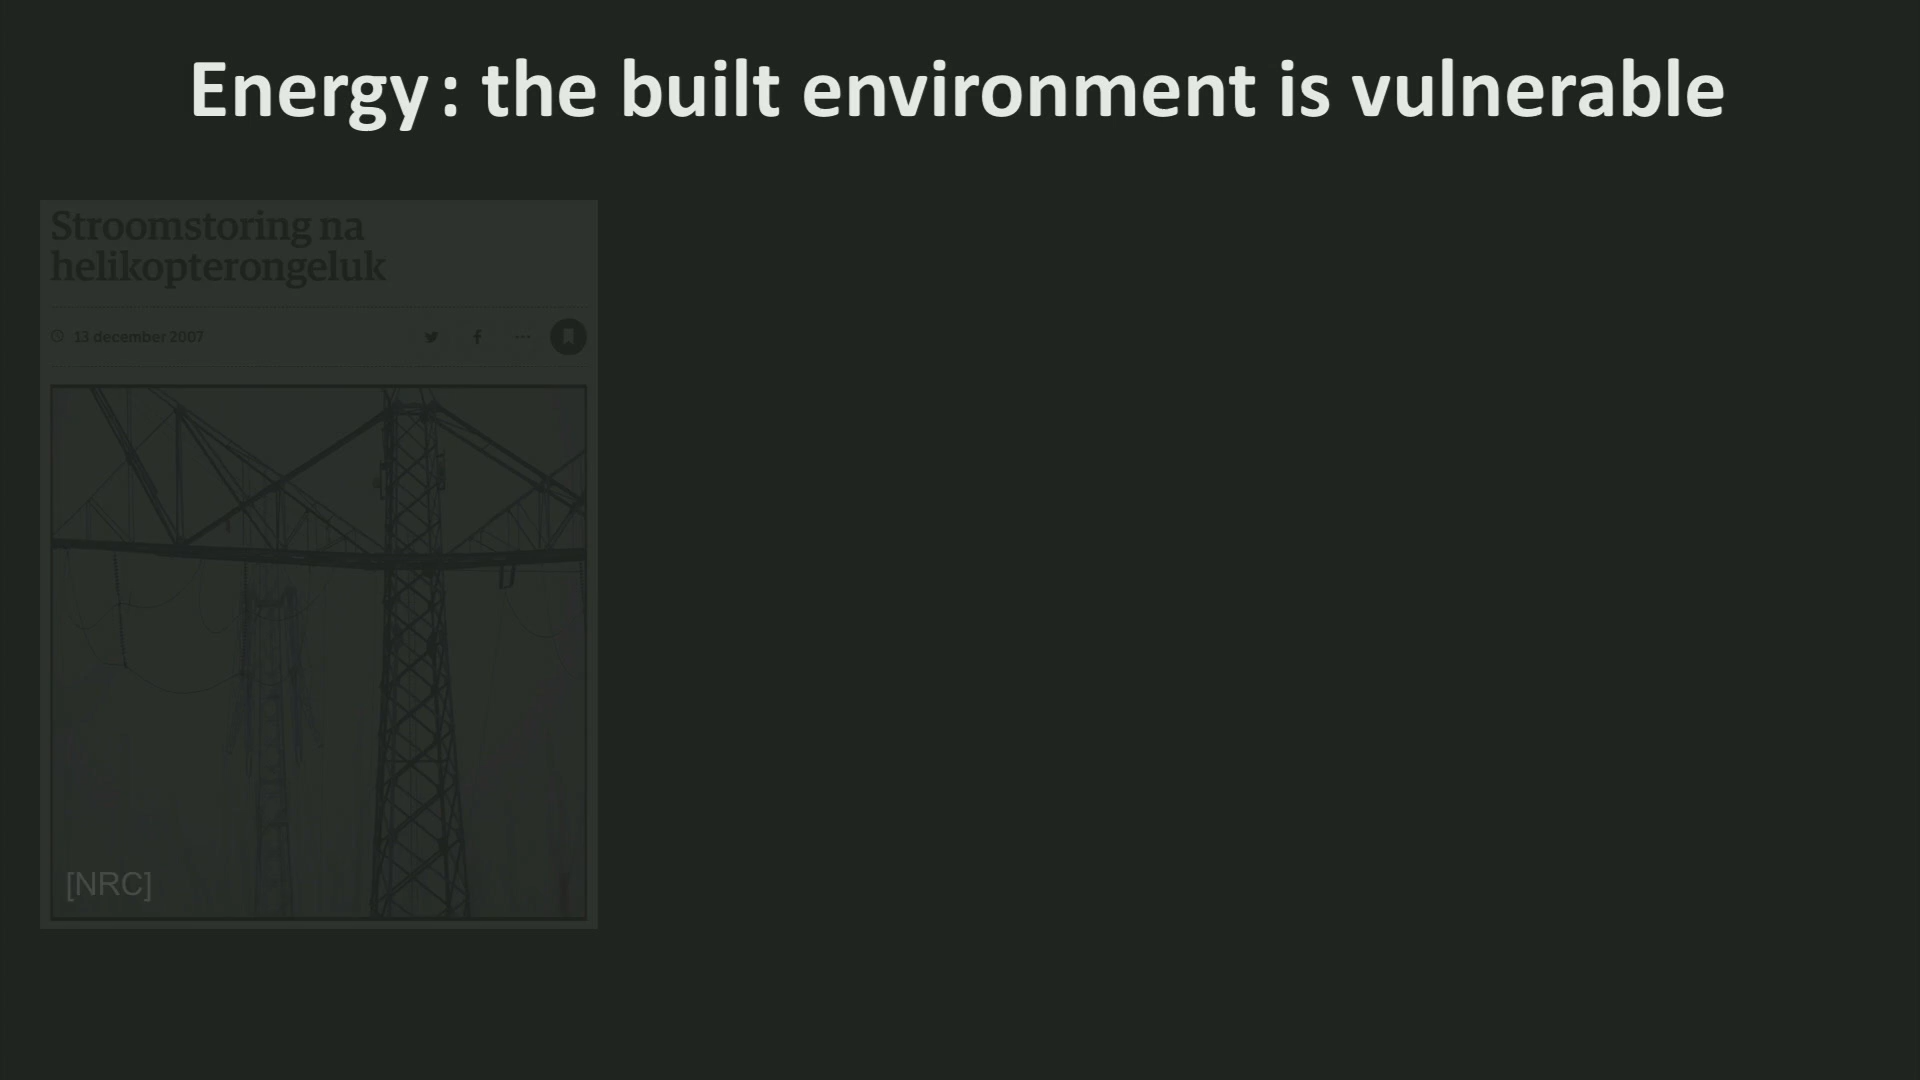 Energy: the built environment is vulnerable
Stroomstoring na
helikopterongeluk
13 december 2007
[NRC]